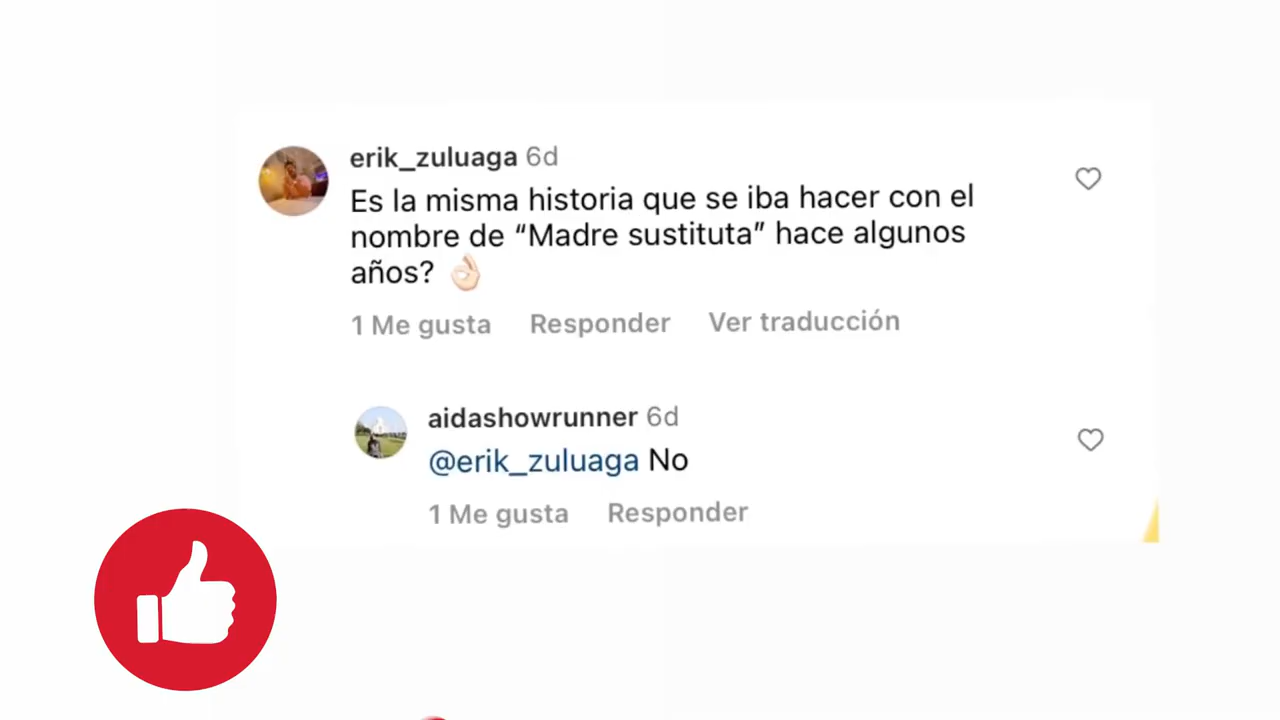 erik_zuluaga 6d
Es la misma historia que se iba hacer con el
nombre de “Madre sustituta” hace algunos
años? 👌🏻
1 Me gusta Responder Ver traducción
aidashowrunner 6d
@erik_zuluaga No
1 Me gusta Responder